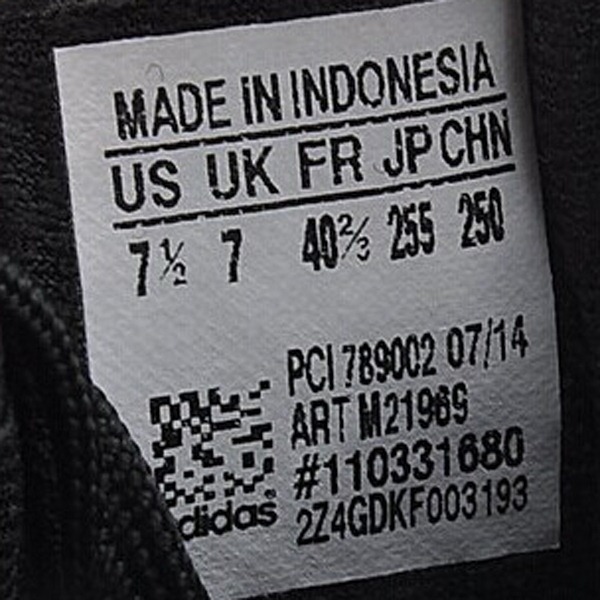 MADE IN INDONESIA
US UK FR JP CHN
7½ 7 40⅔ 255 250
PCI 789002 07/14
ART M21969
#110331680
adidas® 2Z4GDKF003193